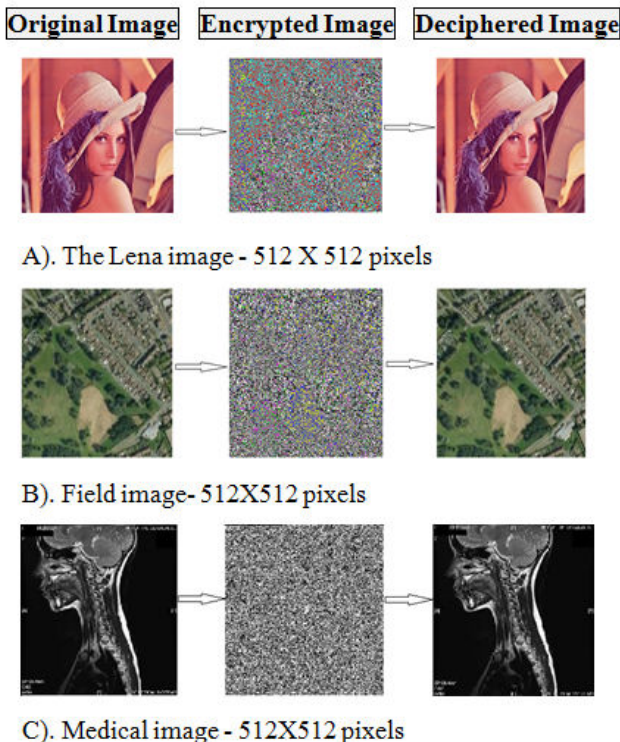 Original Image Encrypted Image Deciphered Image
A). The Lena image - 512 X 512 pixels
B). Field image- 512X512 pixels
C). Medical image - 512X512 pixels